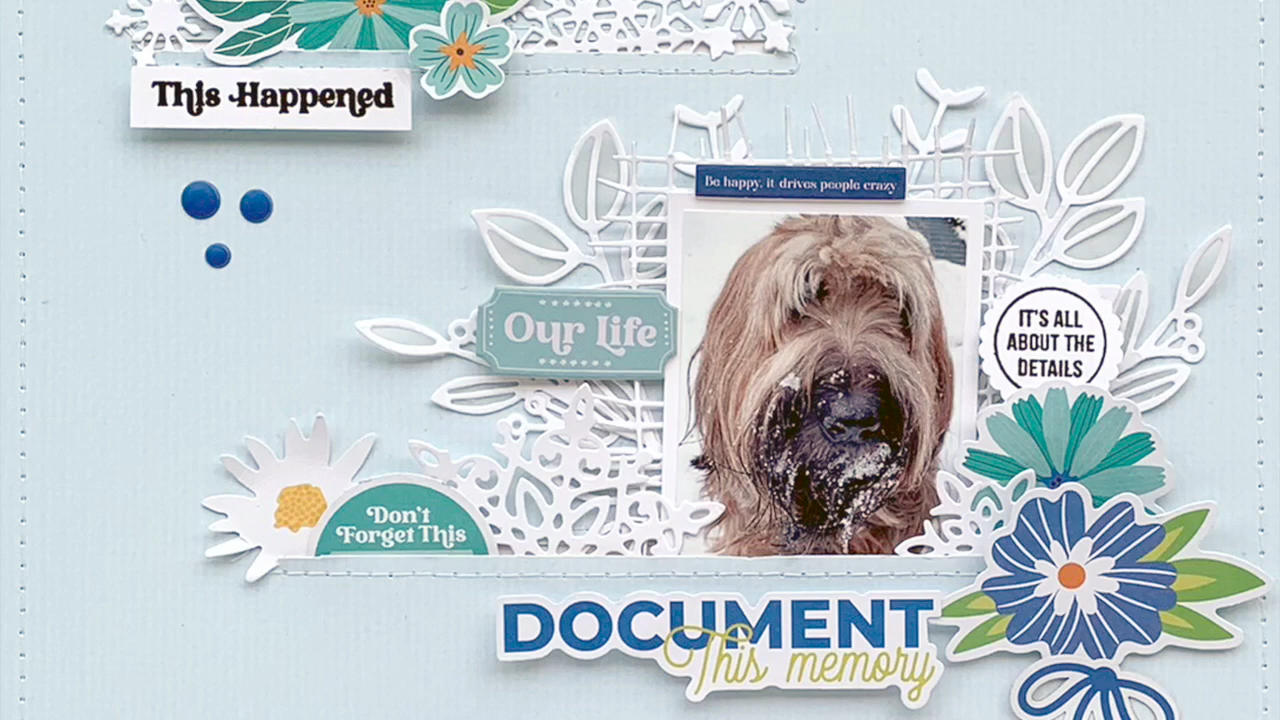 This Happened
Be happy, it drives people crazy.
Our Life
IT'S ALL
ABOUT THE
DETAILS
Don't
Forget This
DOCUMENT
This memory